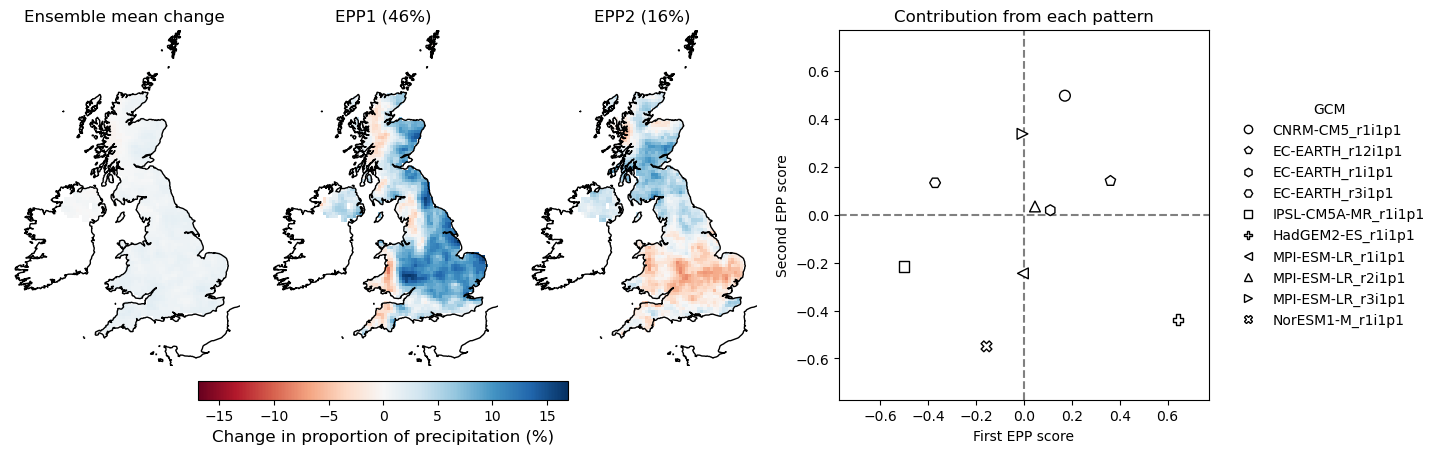 Ensemble mean change
EPP1 (46%)
EPP2 (16%)
Contribution from each pattern
−15 −10 −5 0 5 10 15
Change in proportion of precipitation (%)
Second EPP score
0.6
0.4
0.2
0.0
−0.2
−0.4
−0.6
−0.6 −0.4 −0.2 0.0 0.2 0.4 0.6
First EPP score
GCM
CNRM-CM5_r1i1p1
EC-EARTH_r12i1p1
EC-EARTH_r1i1p1
EC-EARTH_r3i1p1
IPSL-CM5A-MR_r1i1p1
HadGEM2-ES_r1i1p1
MPI-ESM-LR_r1i1p1
MPI-ESM-LR_r2i1p1
MPI-ESM-LR_r3i1p1
NorESM1-M_r1i1p1